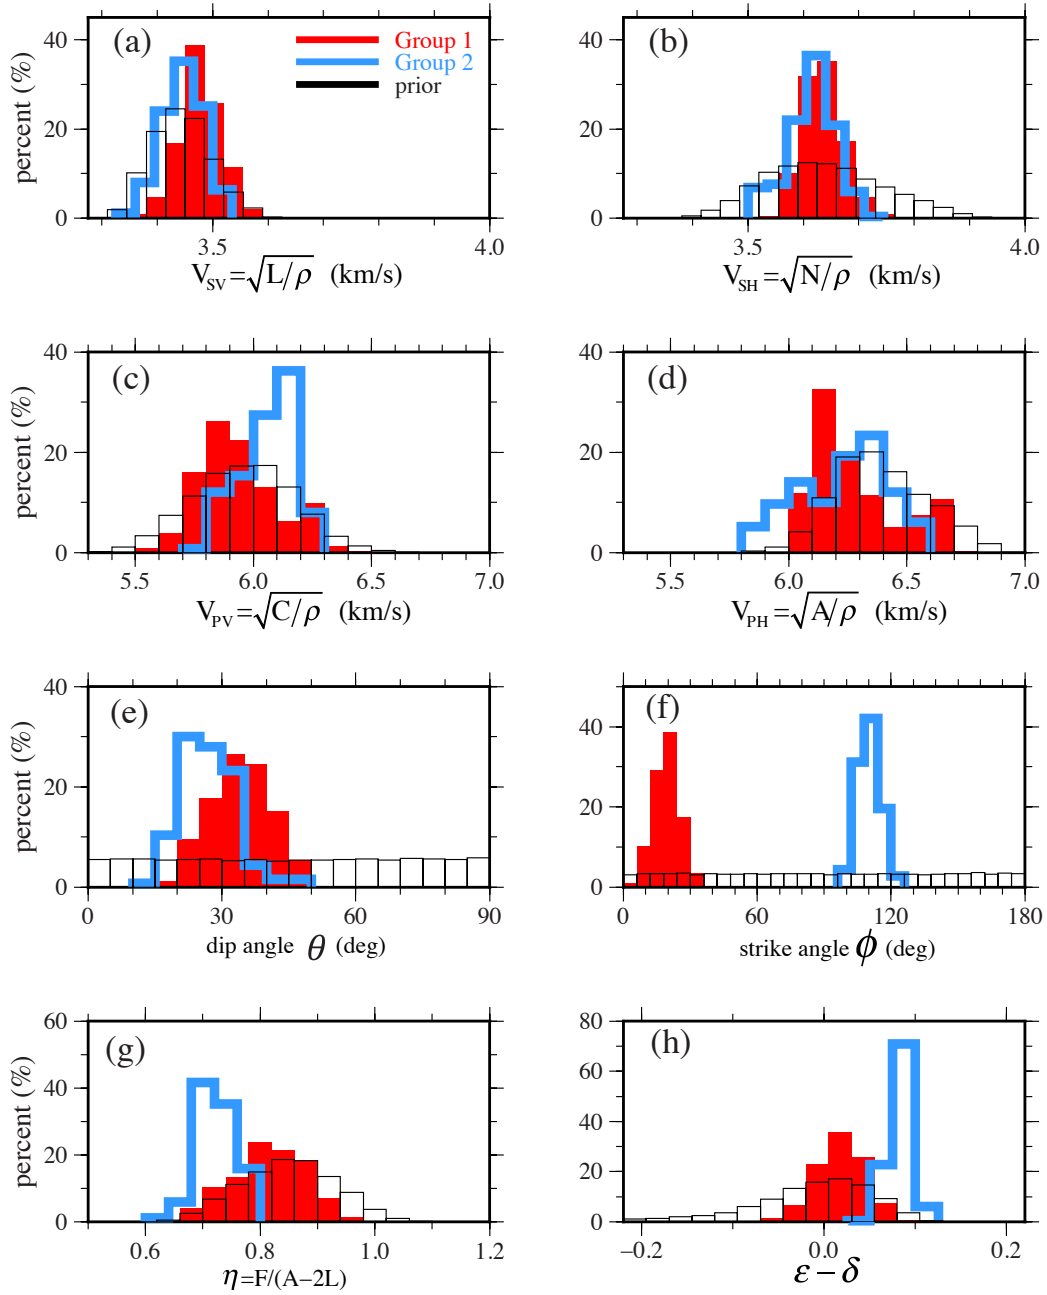 (a)
Group 1
Group 2
prior
percent (%)
0
20
40
3.5
4.0
V_SV=√L/ρ (km/s)
(b)
0
20
40
3.5
4.0
V_SH=√N/ρ (km/s)
(c)
percent (%)
0
20
40
5.5
6.0
6.5
7.0
V_PV=√C/ρ (km/s)
(d)
0
20
40
5.5
6.0
6.5
7.0
V_PH=√A/ρ (km/s)
(e)
percent (%)
0
20
40
0
30
60
90
dip angle θ (deg)
(f)
0
20
40
0
60
120
180
strike angle ϕ (deg)
(g)
percent (%)
0
20
40
60
0.6
0.8
1.0
1.2
η=F/(A−2L)
(h)
0
20
40
60
80
−0.2
0.0
0.2
ε−δ